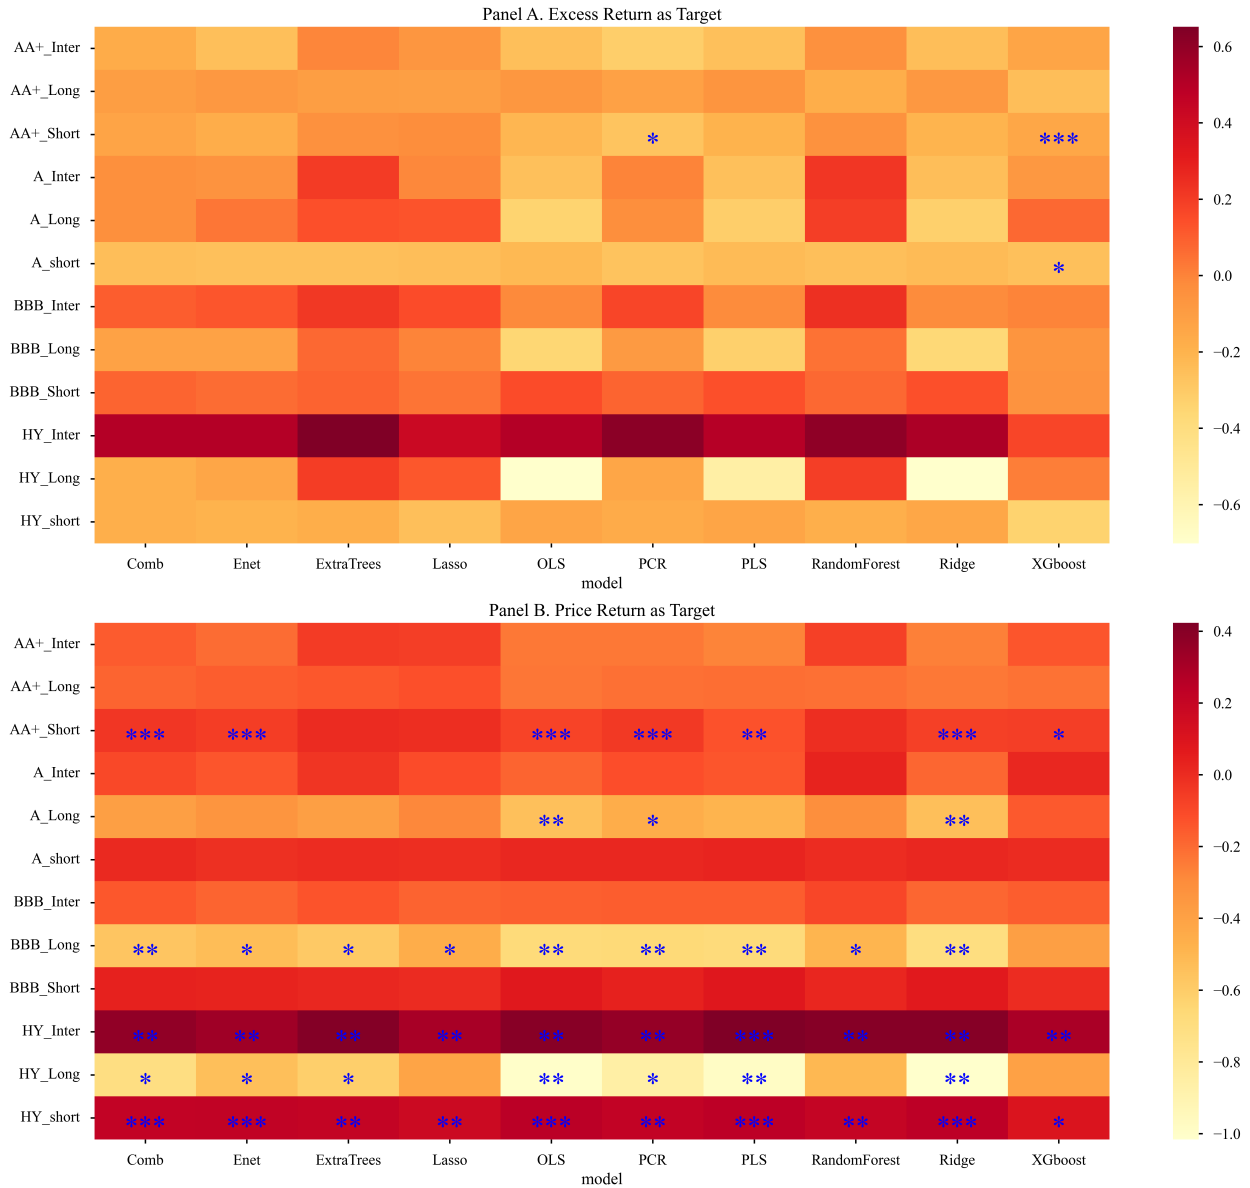 Panel A. Excess Return as Target
AA+_Inter
AA+_Long
AA+_Short * ***
A_Inter
A_Long
A_short *
BBB_Inter
BBB_Long
BBB_Short
HY_Inter
HY_Long
HY_short
Comb Enet ExtraTrees Lasso OLS PCR PLS RandomForest Ridge XGboost
model
0.6
0.4
0.2
0.0
−0.2
−0.4
−0.6
Panel B. Price Return as Target
AA+_Inter
AA+_Long
AA+_Short *** *** *** *** ** *** *
A_Inter
A_Long ** * **
A_short
BBB_Inter
BBB_Long ** * * * ** ** ** * **
BBB_Short
HY_Inter ** ** ** ** ** ** *** ** ** **
HY_Long * * * ** * ** **
HY_short *** *** ** ** *** ** *** ** *** *
Comb Enet ExtraTrees Lasso OLS PCR PLS RandomForest Ridge XGboost
model
0.4
0.2
0.0
−0.2
−0.4
−0.6
−0.8
−1.0